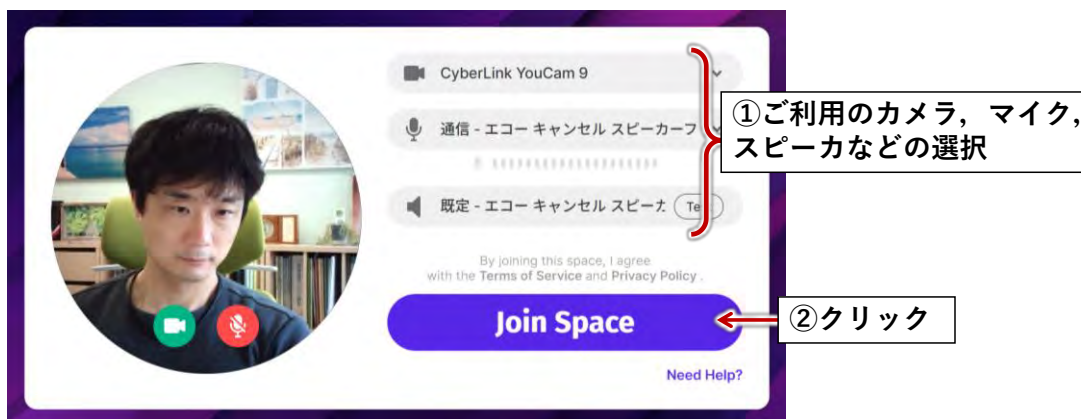 CyberLink YouCam 9
通信 - エコー キャンセル スピーカーフ
既定 - エコー キャンセル スピーカ
By joining this space, I agree
with the Terms of Service and Privacy Policy .
Join Space
Need Help?
①ご利用のカメラ，マイク，
スピーカなどの選択
②クリック